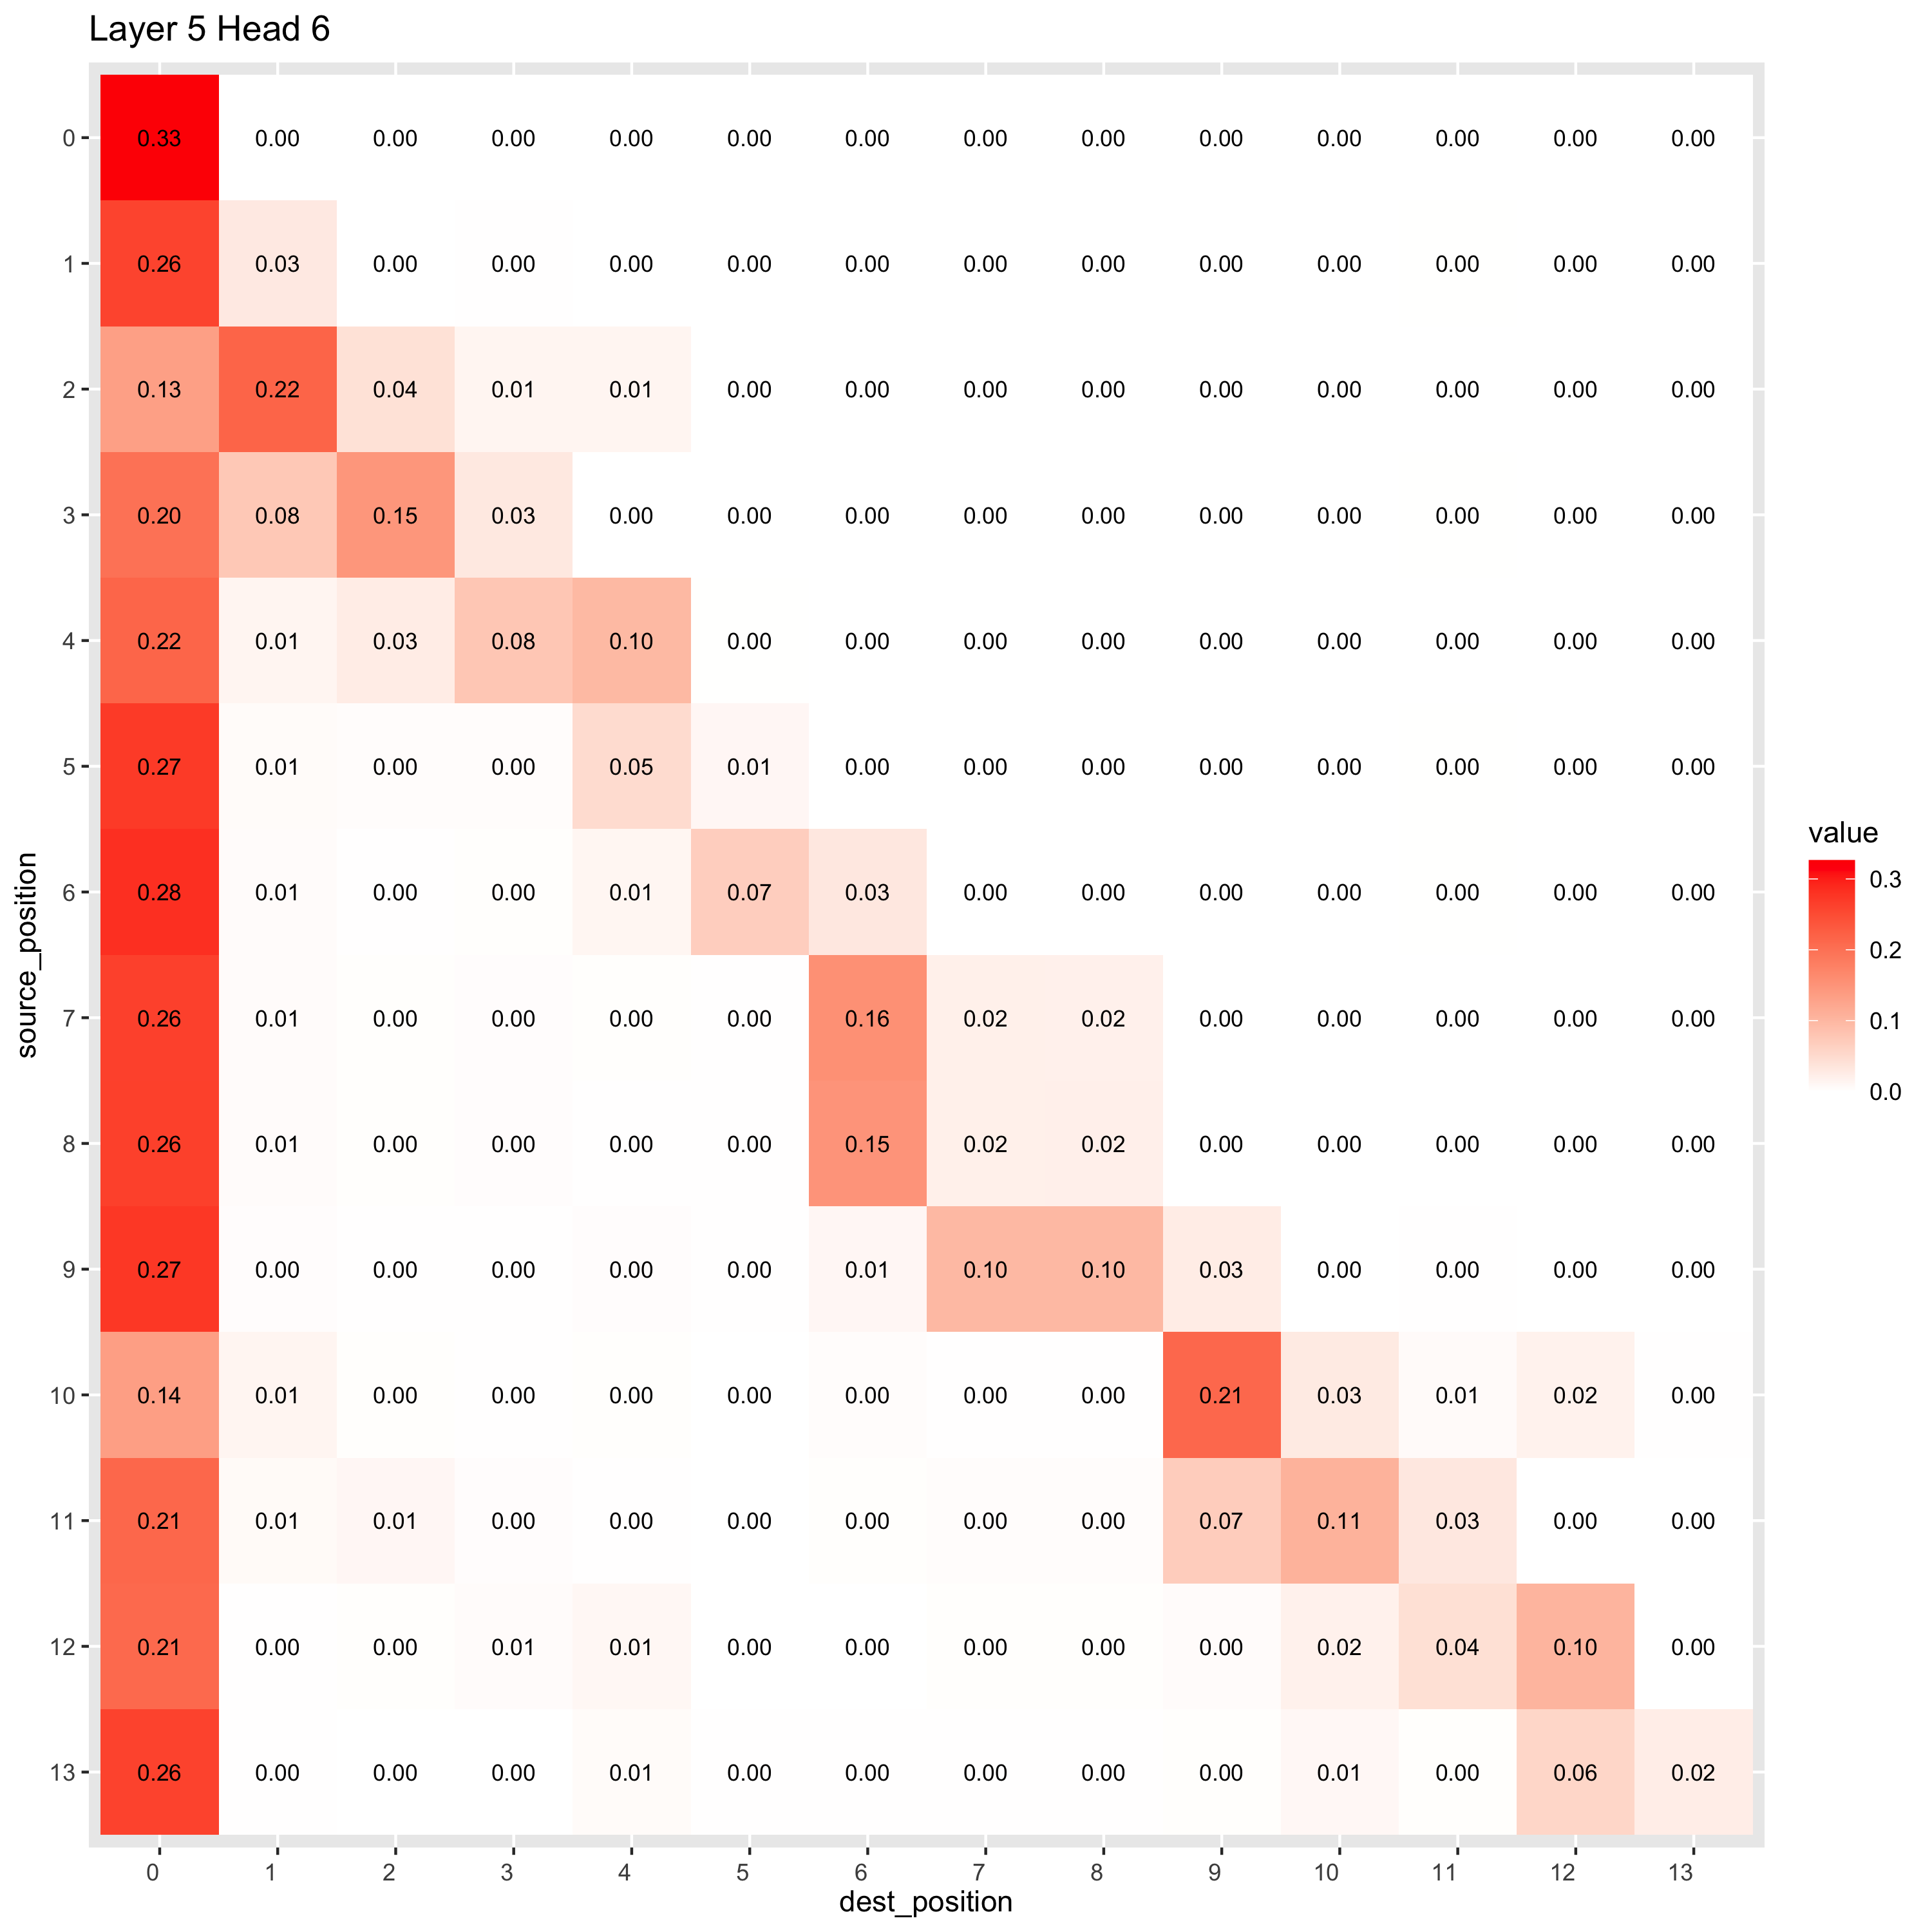 Layer 5 Head 6
0 0.33 0.00 0.00 0.00 0.00 0.00 0.00 0.00 0.00 0.00 0.00 0.00 0.00 0.00
1 0.26 0.03 0.00 0.00 0.00 0.00 0.00 0.00 0.00 0.00 0.00 0.00 0.00 0.00
2 0.13 0.22 0.04 0.01 0.01 0.00 0.00 0.00 0.00 0.00 0.00 0.00 0.00 0.00
3 0.20 0.08 0.15 0.03 0.00 0.00 0.00 0.00 0.00 0.00 0.00 0.00 0.00 0.00
4 0.22 0.01 0.03 0.08 0.10 0.00 0.00 0.00 0.00 0.00 0.00 0.00 0.00 0.00
5 0.27 0.01 0.00 0.00 0.05 0.01 0.00 0.00 0.00 0.00 0.00 0.00 0.00 0.00
6 0.28 0.01 0.00 0.00 0.01 0.07 0.03 0.00 0.00 0.00 0.00 0.00 0.00 0.00
7 0.26 0.01 0.00 0.00 0.00 0.00 0.16 0.02 0.02 0.00 0.00 0.00 0.00 0.00
8 0.26 0.01 0.00 0.00 0.00 0.00 0.15 0.02 0.02 0.00 0.00 0.00 0.00 0.00
9 0.27 0.00 0.00 0.00 0.00 0.00 0.01 0.10 0.10 0.03 0.00 0.00 0.00 0.00
10 0.14 0.01 0.00 0.00 0.00 0.00 0.00 0.00 0.00 0.21 0.03 0.01 0.02 0.00
11 0.21 0.01 0.01 0.00 0.00 0.00 0.00 0.00 0.00 0.07 0.11 0.03 0.00 0.00
12 0.21 0.00 0.00 0.01 0.01 0.00 0.00 0.00 0.00 0.00 0.02 0.04 0.10 0.00
13 0.26 0.00 0.00 0.00 0.01 0.00 0.00 0.00 0.00 0.00 0.01 0.00 0.06 0.02
0 1 2 3 4 5 6 7 8 9 10 11 12 13
dest_position
source_position
value
0.3
0.2
0.1
0.0